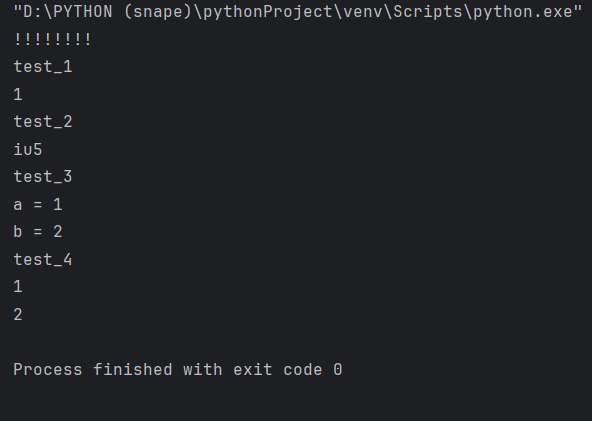 "D:\PYTHON (snape)\pythonProject\venv\Scripts\python.exe"
!!!!!!!!
test_1
1
test_2
iu5
test_3
a = 1
b = 2
test_4
1
2
Process finished with exit code 0